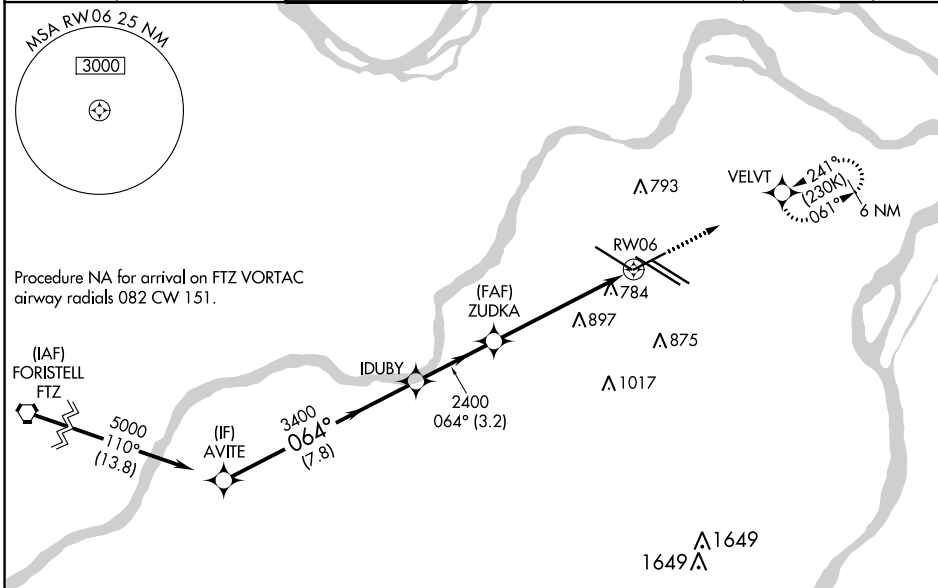 MSA RW06 25 NM
3000
793
VELVT
241°
(230K)
061°
6 NM
RW06
Procedure NA for arrival on FTZ VORTAC
airway radials 082 CW 151.
784
(FAF)
ZUDKA
897
875
(IAF)
FORISTELL
FTZ
IDUBY
1017
2400
064° (3.2)
5000
110°
(13.8)
(IF)
AVITE
3400
064°
(7.8)
1649
1649